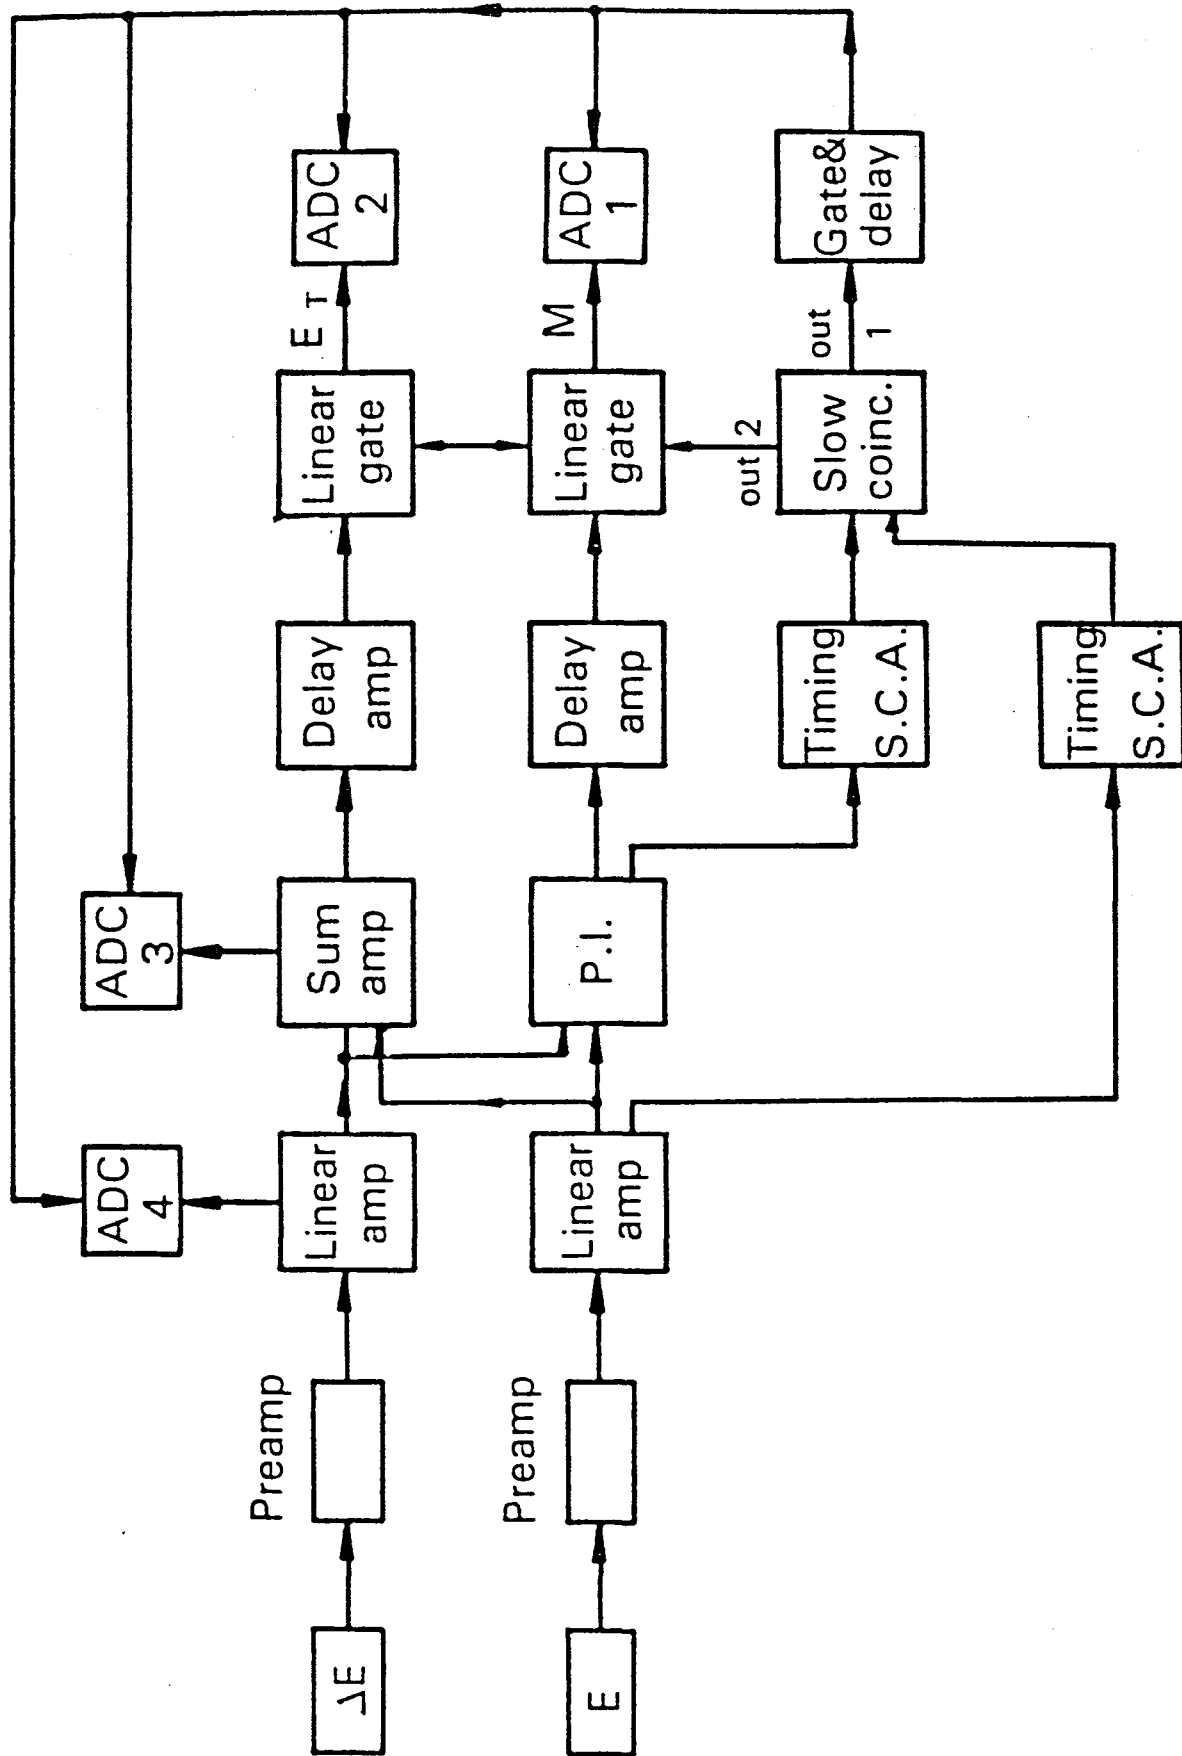 ΔE
Preamp
Linear
amp
ADC
4
Sum
amp
ADC
3
Delay
amp
Linear
gate
E T
ADC
2
E
Preamp
Linear
amp
P.I.
Delay
amp
Linear
gate
M
ADC
1
Timing
S.C.A.
out 2
Slow
coinc.
out
1
Gate&
delay
Timing
S.C.A.